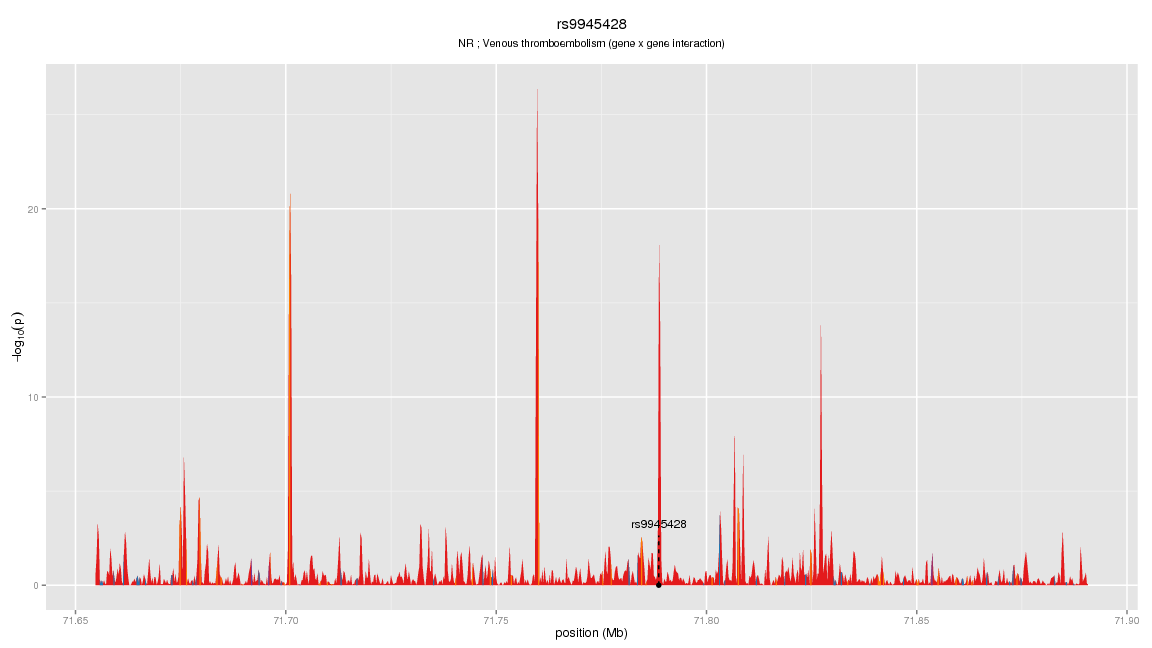 rs9945428
NR ; Venous thromboembolism (gene x gene interaction)
20
10
0
−log10(p)
rs9945428
71.65 71.70 71.75 71.80 71.85 71.90
position (Mb)